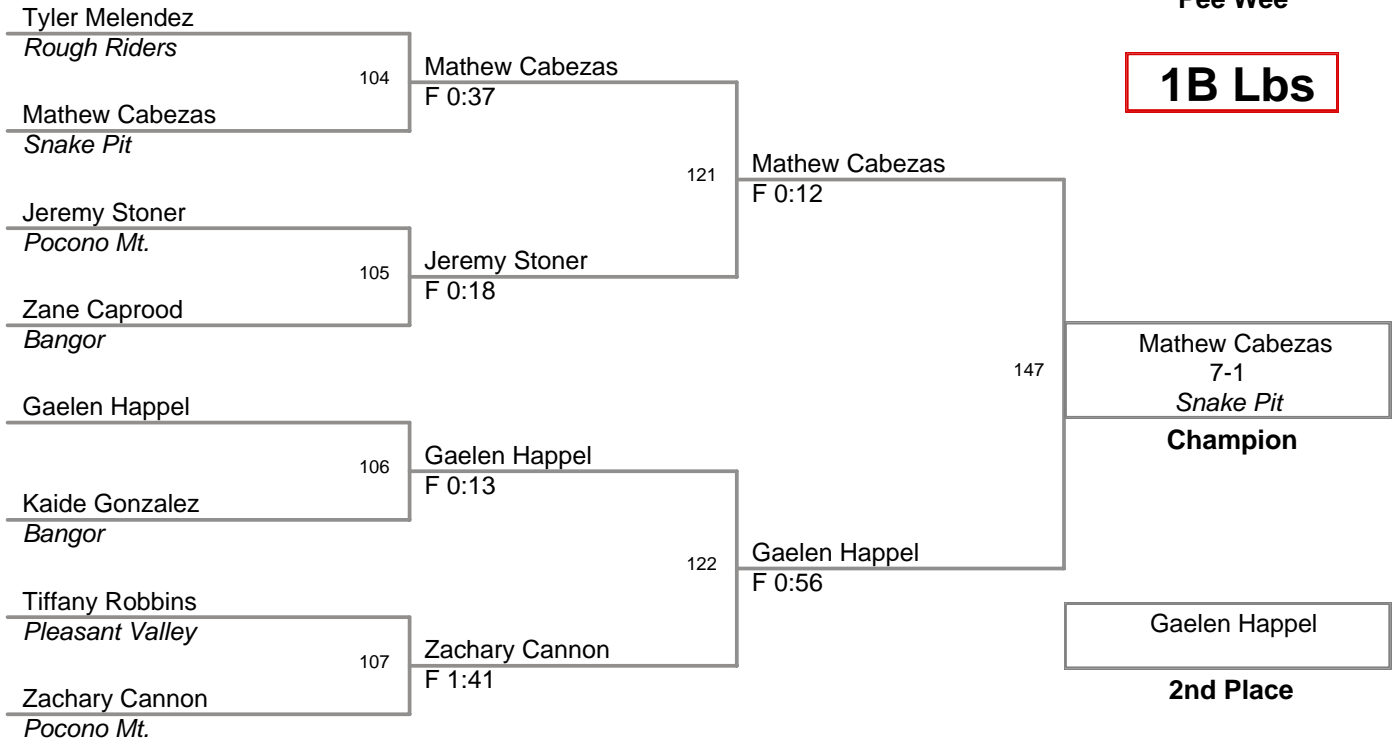 Pee Wee
1B Lbs
Tyler Melendez
Rough Riders
104
Mathew Cabezas
F 0:37
Mathew Cabezas
Snake Pit
121
Mathew Cabezas
F 0:12
Jeremy Stoner
Pocono Mt.
105
Jeremy Stoner
F 0:18
Zane Caprood
Bangor
147
Mathew Cabezas
7-1
Snake Pit
Champion
Gaelen Happel
106
Gaelen Happel
F 0:13
Kaide Gonzalez
Bangor
122
Gaelen Happel
F 0:56
Tiffany Robbins
Pleasant Valley
107
Zachary Cannon
F 1:41
Zachary Cannon
Pocono Mt.
Gaelen Happel
2nd Place